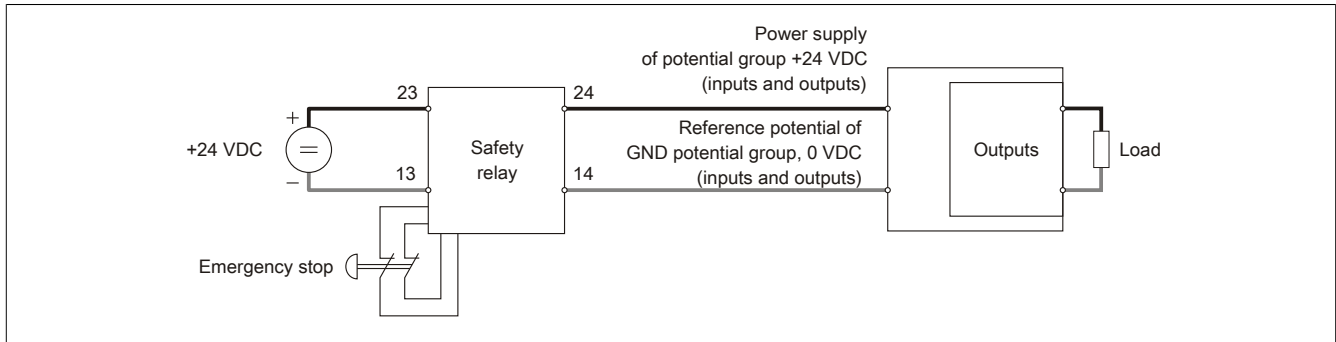 Power supply
of potential group +24 VDC
(inputs and outputs)
23
24
+
Reference potential of
GND potential group, 0 VDC
(inputs and outputs)
+24 VDC
Safety
relay
Outputs
Load
−
13
14
Emergency stop